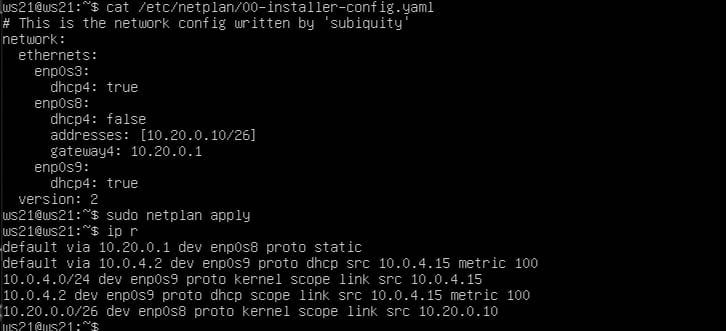 ws21@ws21:~$ cat /etc/netplan/00-installer-config.yaml
# This is the network config written by 'subiquity'
network:
  ethernets:
    enp0s3:
      dhcp4: true
    enp0s8:
      dhcp4: false
      addresses: [10.20.0.10/26]
      gateway4: 10.20.0.1
    enp0s9:
      dhcp4: true
  version: 2
ws21@ws21:~$ sudo netplan apply
ws21@ws21:~$ ip r
default via 10.20.0.1 dev enp0s8 proto static
default via 10.0.4.2 dev enp0s9 proto dhcp src 10.0.4.15 metric 100
10.0.4.0/24 dev enp0s9 proto kernel scope link src 10.0.4.15
10.0.4.2 dev enp0s9 proto dhcp scope link src 10.0.4.15 metric 100
10.20.0.0/26 dev enp0s8 proto kernel scope link src 10.20.0.10
ws21@ws21:~$